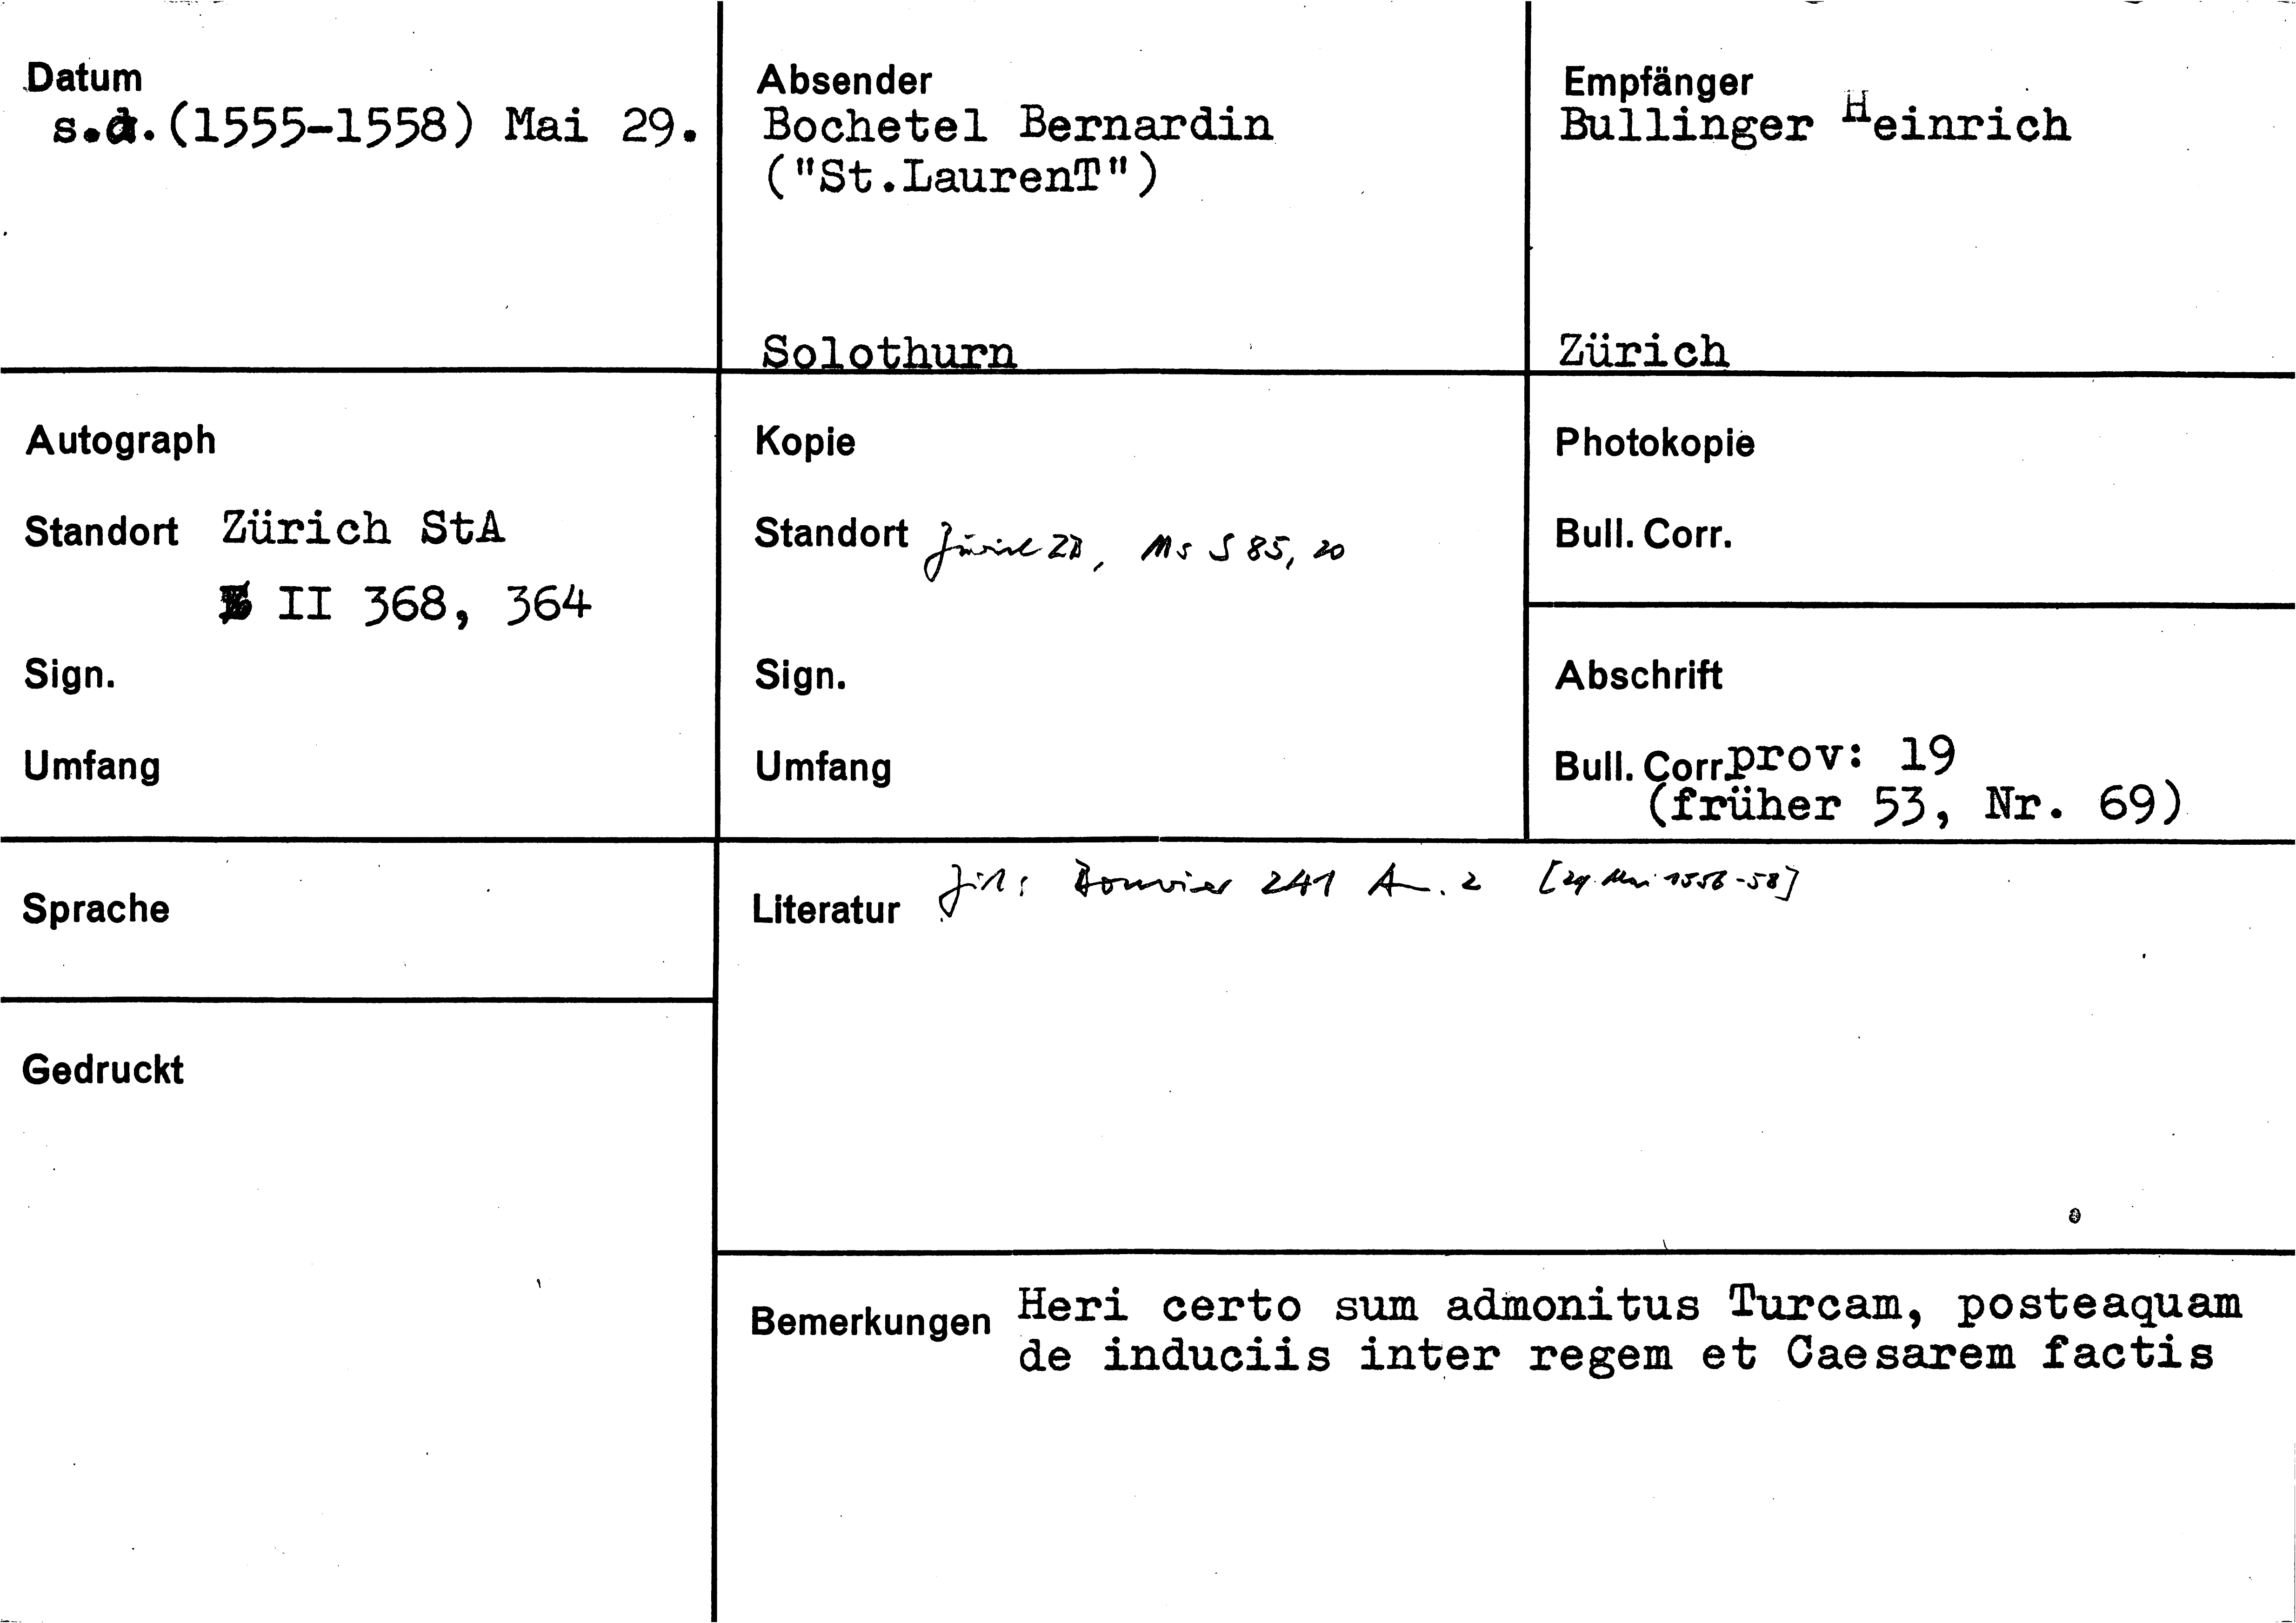 Datum
s.d. (1555-1558) Mai 29.
Absender
Bochetel Bernardin
("St.LaurenT")
Solothurn
Empfänger
Bullinger Heinrich
Zürich
Autograph
Standort Zürich StA
II 368, 364
Sign.
Umfang
Kopie
Standort Zürich ZB, Ms S 85, 20
Sign.
Umfang
Photokopie
Bull. Corr.
Abschrift
Bull. Corr. prov: 19
(früher 53, Nr. 69)
Sprache
Gedruckt
Literatur Bouvier 241 A. 2 [29. Mai 1556-58]
Bemerkungen Heri certo sum admonitus Turcam, posteaquam
de induciis inter regem et Caesarem factis